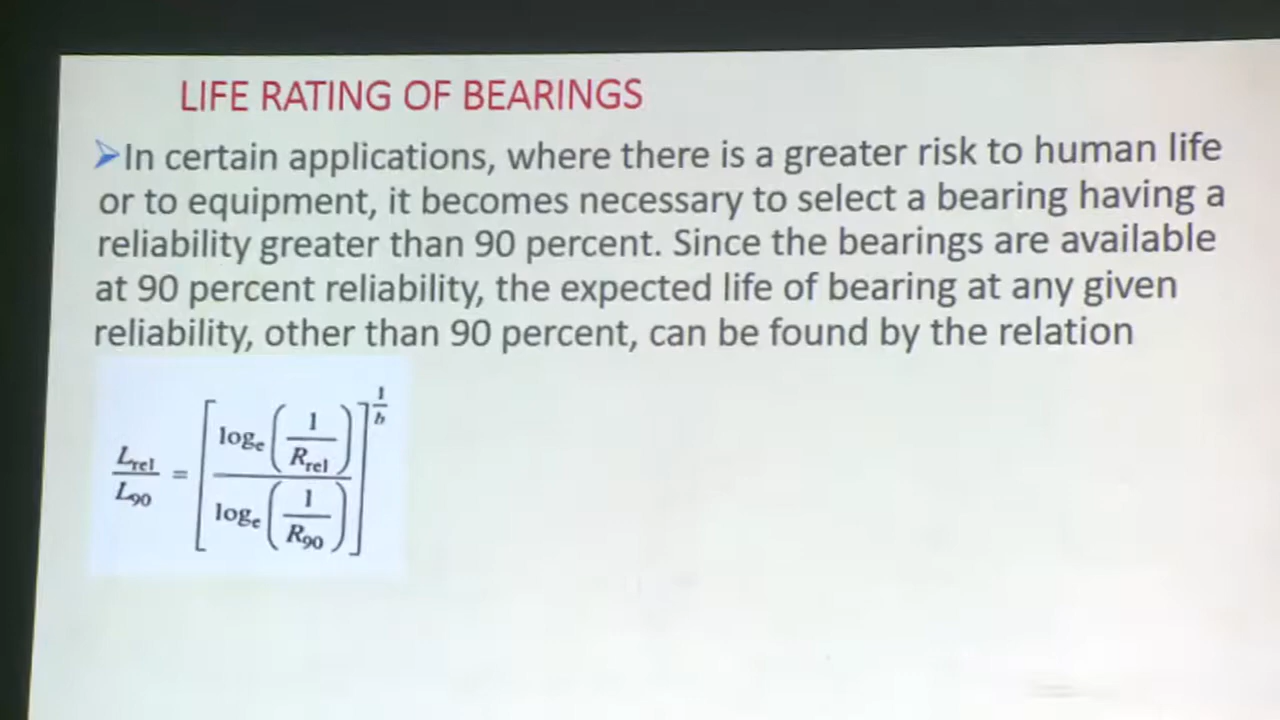 LIFE RATING OF BEARINGS
➤In certain applications, where there is a greater risk to human life
or to equipment, it becomes necessary to select a bearing having a
reliability greater than 90 percent. Since the bearings are available
at 90 percent reliability, the expected life of bearing at any given
reliability, other than 90 percent, can be found by the relation
L_rel / L_90 = [ log_e (1 / R_rel) / log_e (1 / R_90) ]^(1/b)